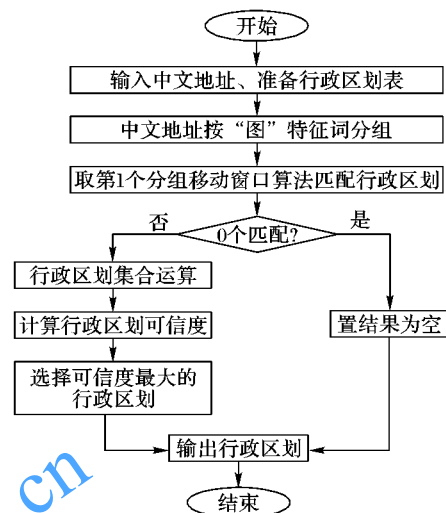 开始
输入中文地址、准备行政区划表
中文地址按“图”特征词分组
取第1个分组移动窗口算法匹配行政区划
否
0个匹配?
是
行政区划集合运算
计算行政区划可信度
置结果为空
选择可信度最大的
行政区划
输出行政区划
结束
cn